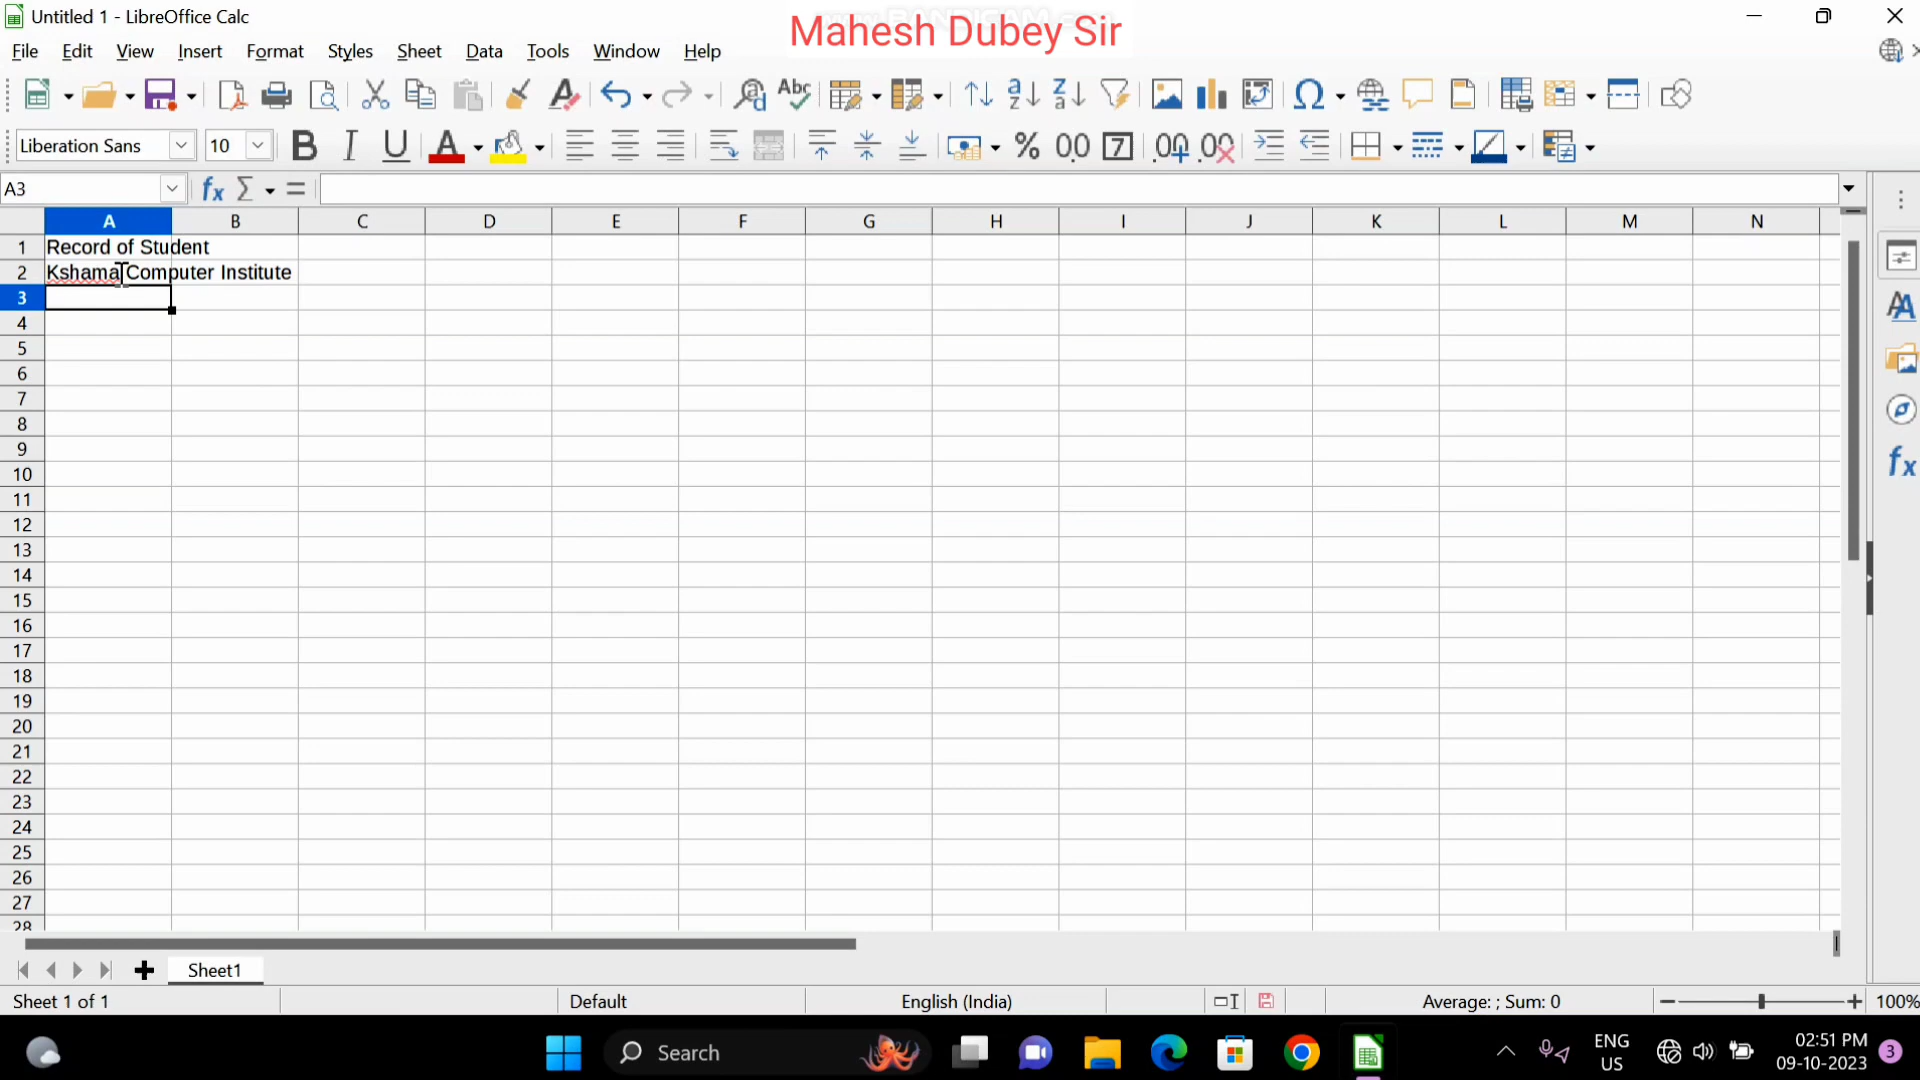 Untitled 1 - LibreOffice Calc
Mahesh Dubey Sir
File Edit View Insert Format Styles Sheet Data Tools Window Help
Liberation Sans 10
A3
A B C D E F G H I J K L M N
1 Record of Student
2 Kshama Computer Institute
3
4
5
6
7
8
9
10
11
12
13
14
15
16
17
18
19
20
21
22
23
24
25
26
27
28
Sheet1
Sheet 1 of 1 Default English (India) Average: ; Sum: 0 100%
Search ENG 02:51 PM
US 09-10-2023 3